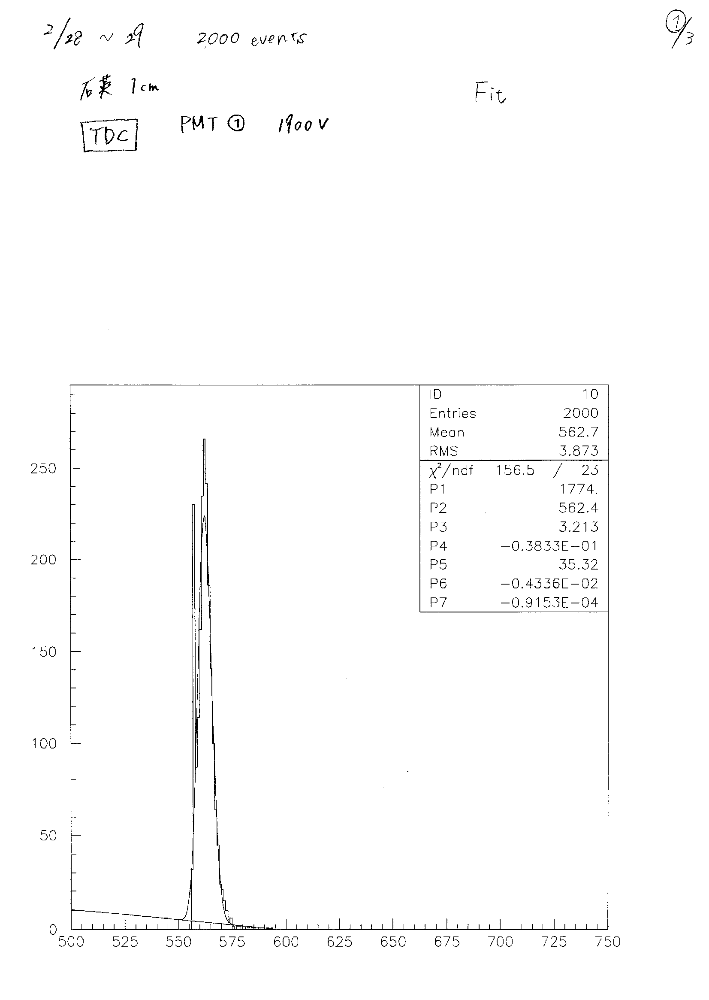 2/28 ~ 29 2000 events ①/3
石英 1cm Fit
TDC PMT ① 1900V
ID 10
Entries 2000
Mean 562.7
RMS 3.873
χ²/ndf 156.5 / 23
P1 1774.
P2 562.4
P3 3.213
P4 −0.3833E−01
P5 35.32
P6 −0.4336E−02
P7 −0.9153E−04
250
200
150
100
50
0
500 525 550 575 600 625 650 675 700 725 750